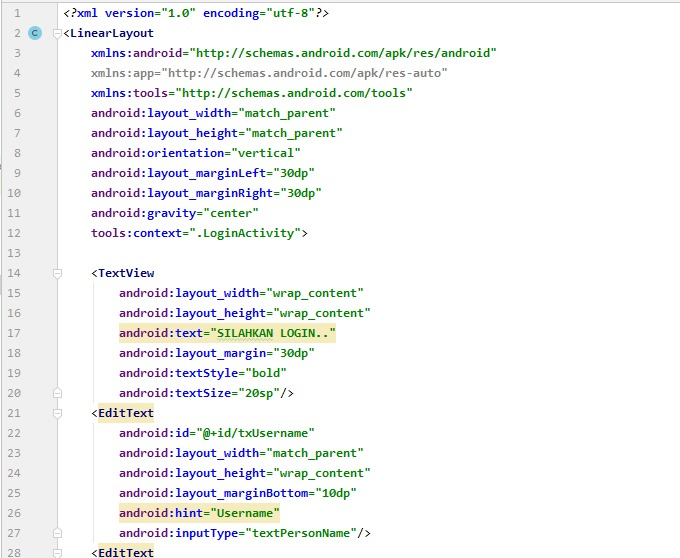 1 <?xml version="1.0" encoding="utf-8"?>
2 C <LinearLayout
3 xmlns:android="http://schemas.android.com/apk/res/android"
4 xmlns:app="http://schemas.android.com/apk/res-auto"
5 xmlns:tools="http://schemas.android.com/tools"
6 android:layout_width="match_parent"
7 android:layout_height="match_parent"
8 android:orientation="vertical"
9 android:layout_marginLeft="30dp"
10 android:layout_marginRight="30dp"
11 android:gravity="center"
12 tools:context=".LoginActivity">
13
14 <TextView
15 android:layout_width="wrap_content"
16 android:layout_height="wrap_content"
17 android:text="SILAHKAN LOGIN.."
18 android:layout_margin="30dp"
19 android:textStyle="bold"
20 android:textSize="20sp"/>
21 <EditText
22 android:id="@+id/txUsername"
23 android:layout_width="match_parent"
24 android:layout_height="wrap_content"
25 android:layout_marginBottom="10dp"
26 android:hint="Username"
27 android:inputType="textPersonName"/>
28 <EditText